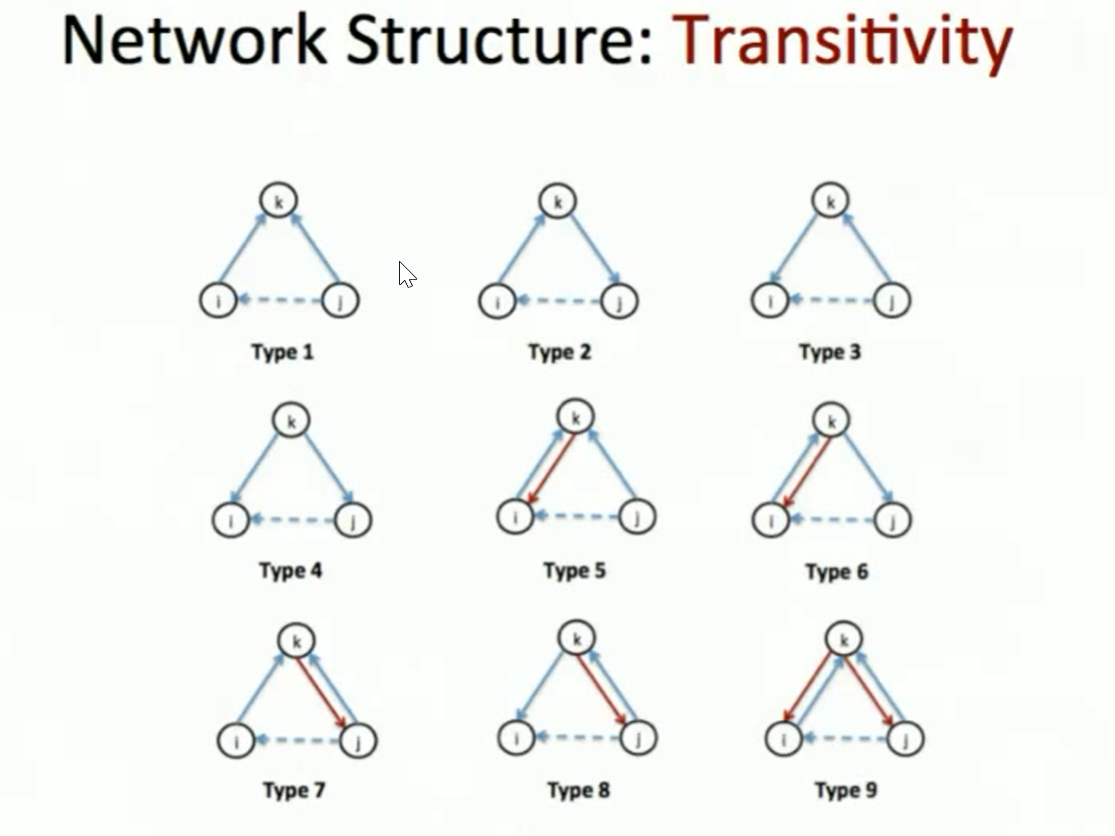 Network Structure: Transitivity
k k k
i j i j i j
Type 1 Type 2 Type 3
k k k
i j i j i j
Type 4 Type 5 Type 6
k k k
i j i j i j
Type 7 Type 8 Type 9